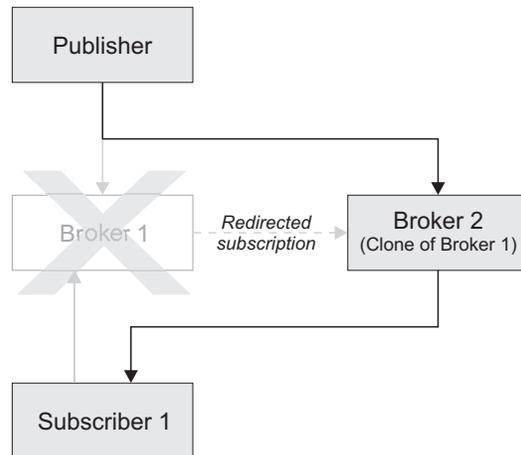 Publisher
Broker 1
Redirected
subscription
Broker 2
(Clone of Broker 1)
Subscriber 1